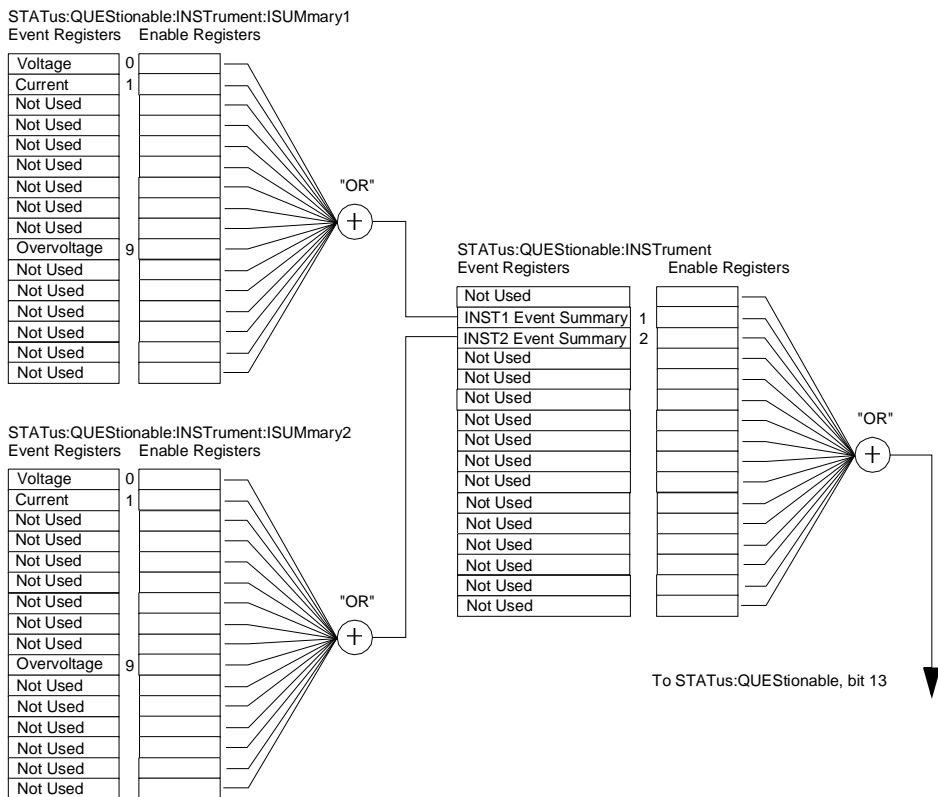 STATus:QUEStionable:INSTrument:ISUMmary1
Event Registers Enable Registers
Voltage 0
Current 1
Not Used
Not Used
Not Used
Not Used
Not Used
Not Used
Not Used
Overvoltage 9
Not Used
Not Used
Not Used
Not Used
Not Used
Not Used
"OR"
+
STATus:QUEStionable:INSTrument:ISUMmary2
Event Registers Enable Registers
Voltage 0
Current 1
Not Used
Not Used
Not Used
Not Used
Not Used
Not Used
Not Used
Overvoltage 9
Not Used
Not Used
Not Used
Not Used
Not Used
Not Used
"OR"
+
STATus:QUEStionable:INSTrument
Event Registers Enable Registers
Not Used
INST1 Event Summary 1
INST2 Event Summary 2
Not Used
Not Used
Not Used
Not Used
Not Used
Not Used
Not Used
Not Used
Not Used
Not Used
Not Used
Not Used
Not Used
"OR"
+
To STATus:QUEStionable, bit 13